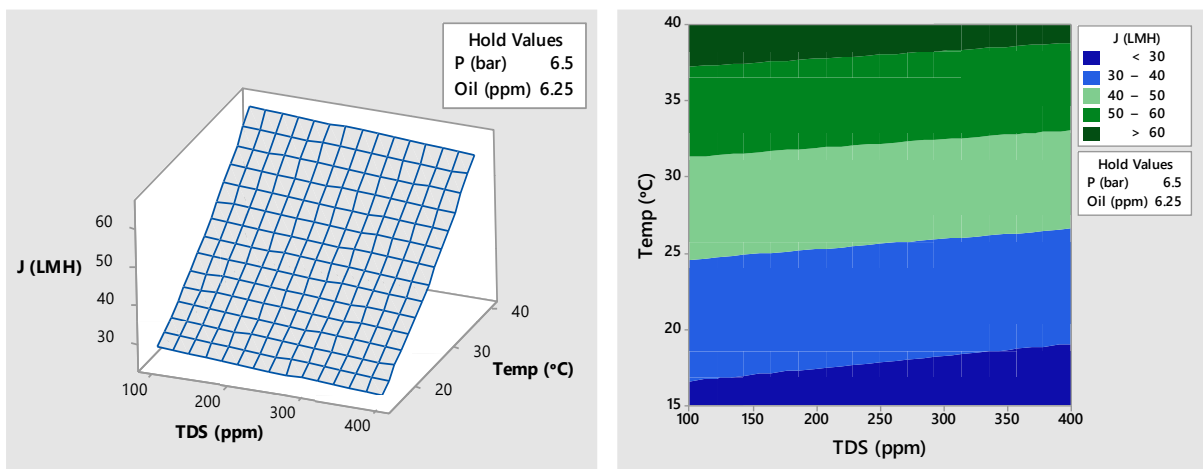 Hold Values
P (bar) 6.5
Oil (ppm) 6.25
60
50
40
30
J (LMH)
100
200
300
400
TDS (ppm)
20
30
40
Temp (ºC)
40
35
30
25
20
15
Temp (ºC)
100 150 200 250 300 350 400
TDS (ppm)
J (LMH)
< 30
30 – 40
40 – 50
50 – 60
> 60
Hold Values
P (bar) 6.5
Oil (ppm) 6.25